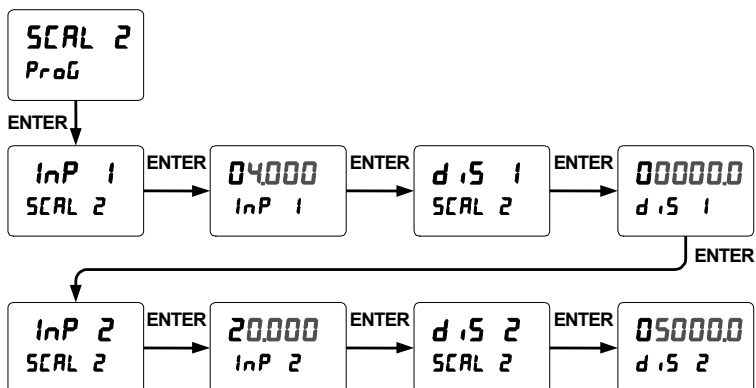 SCAL 2
ProG
ENTER
InP 1
SCAL 2
ENTER
04.000
InP 1
ENTER
diS 1
SCAL 2
ENTER
00000.0
diS 1
ENTER
InP 2
SCAL 2
ENTER
20.000
InP 2
ENTER
diS 2
SCAL 2
ENTER
05000.0
diS 2